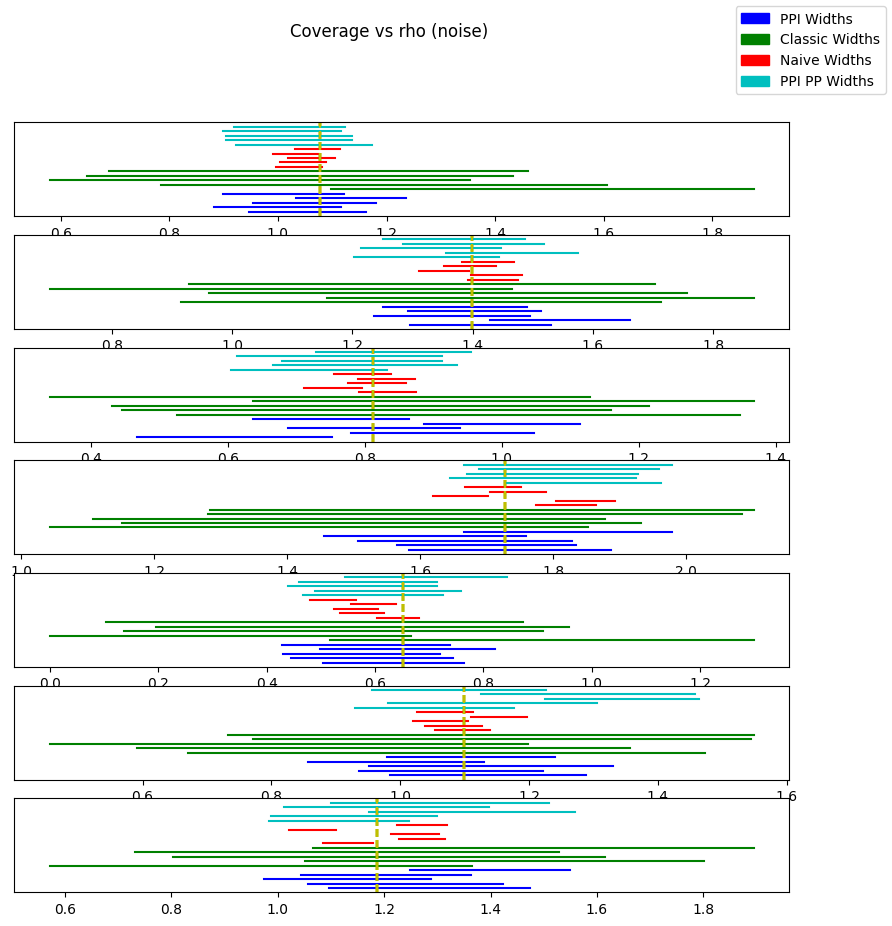 Coverage vs rho (noise)
PPI Widths
Classic Widths
Naive Widths
PPI PP Widths
0.6 0.8 1.0 1.2 1.4 1.6 1.8
0.8 1.0 1.2 1.4 1.6 1.8
0.4 0.6 0.8 1.0 1.2 1.4
1.0 1.2 1.4 1.6 1.8 2.0
0.0 0.2 0.4 0.6 0.8 1.0 1.2
0.6 0.8 1.0 1.2 1.4 1.6
0.6 0.8 1.0 1.2 1.4 1.6 1.8